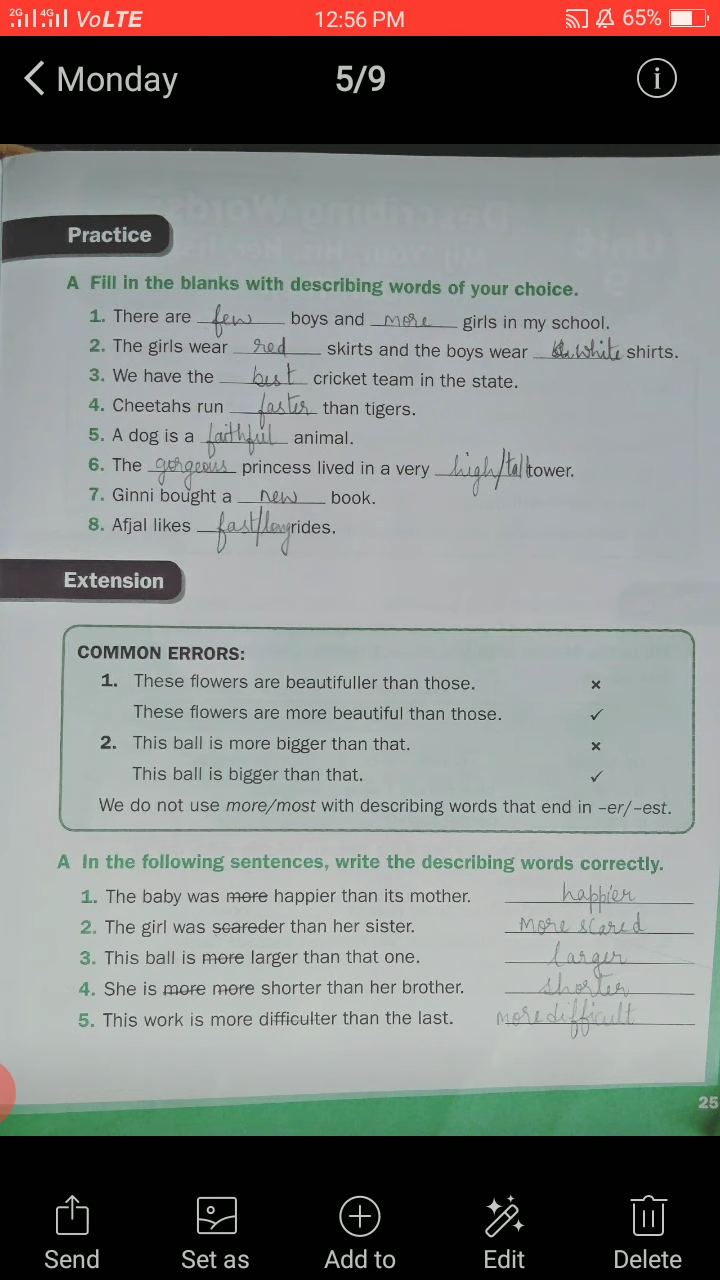 2G 4G VoLTE 12:56 PM 65%
Monday 5/9 i
Practice
A Fill in the blanks with describing words of your choice.
1. There are few boys and more girls in my school.
2. The girls wear red skirts and the boys wear white shirts.
3. We have the best cricket team in the state.
4. Cheetahs run faster than tigers.
5. A dog is a faithful animal.
6. The gorgeous princess lived in a very high/tall tower.
7. Ginni bought a new book.
8. Afjal likes fast/long rides.
Extension
COMMON ERRORS:
1. These flowers are beautifuller than those. ×
These flowers are more beautiful than those. ✓
2. This ball is more bigger than that. ×
This ball is bigger than that. ✓
We do not use more/most with describing words that end in –er/–est.
A In the following sentences, write the describing words correctly.
1. The baby was more happier than its mother. happier
2. The girl was scareder than her sister. more scared
3. This ball is more larger than that one. larger
4. She is more more shorter than her brother. shorter
5. This work is more difficulter than the last. more difficult
25
Send Set as Add to Edit Delete